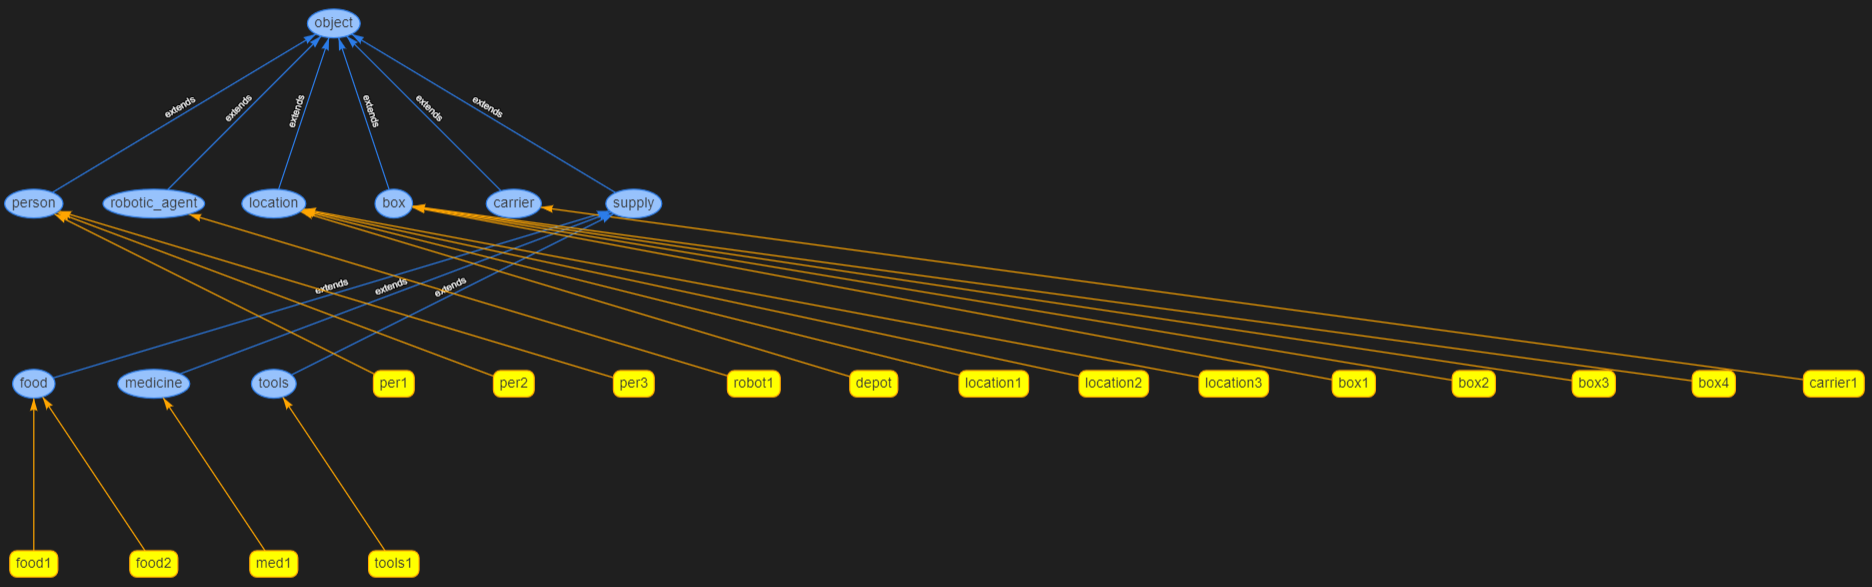 object
extends
extends
extends
extends
extends
extends
person
robotic_agent
location
box
carrier
supply
extends
extends
extends
food
medicine
tools
per1
per2
per3
robot1
depot
location1
location2
location3
box1
box2
box3
box4
carrier1
food1
food2
med1
tools1